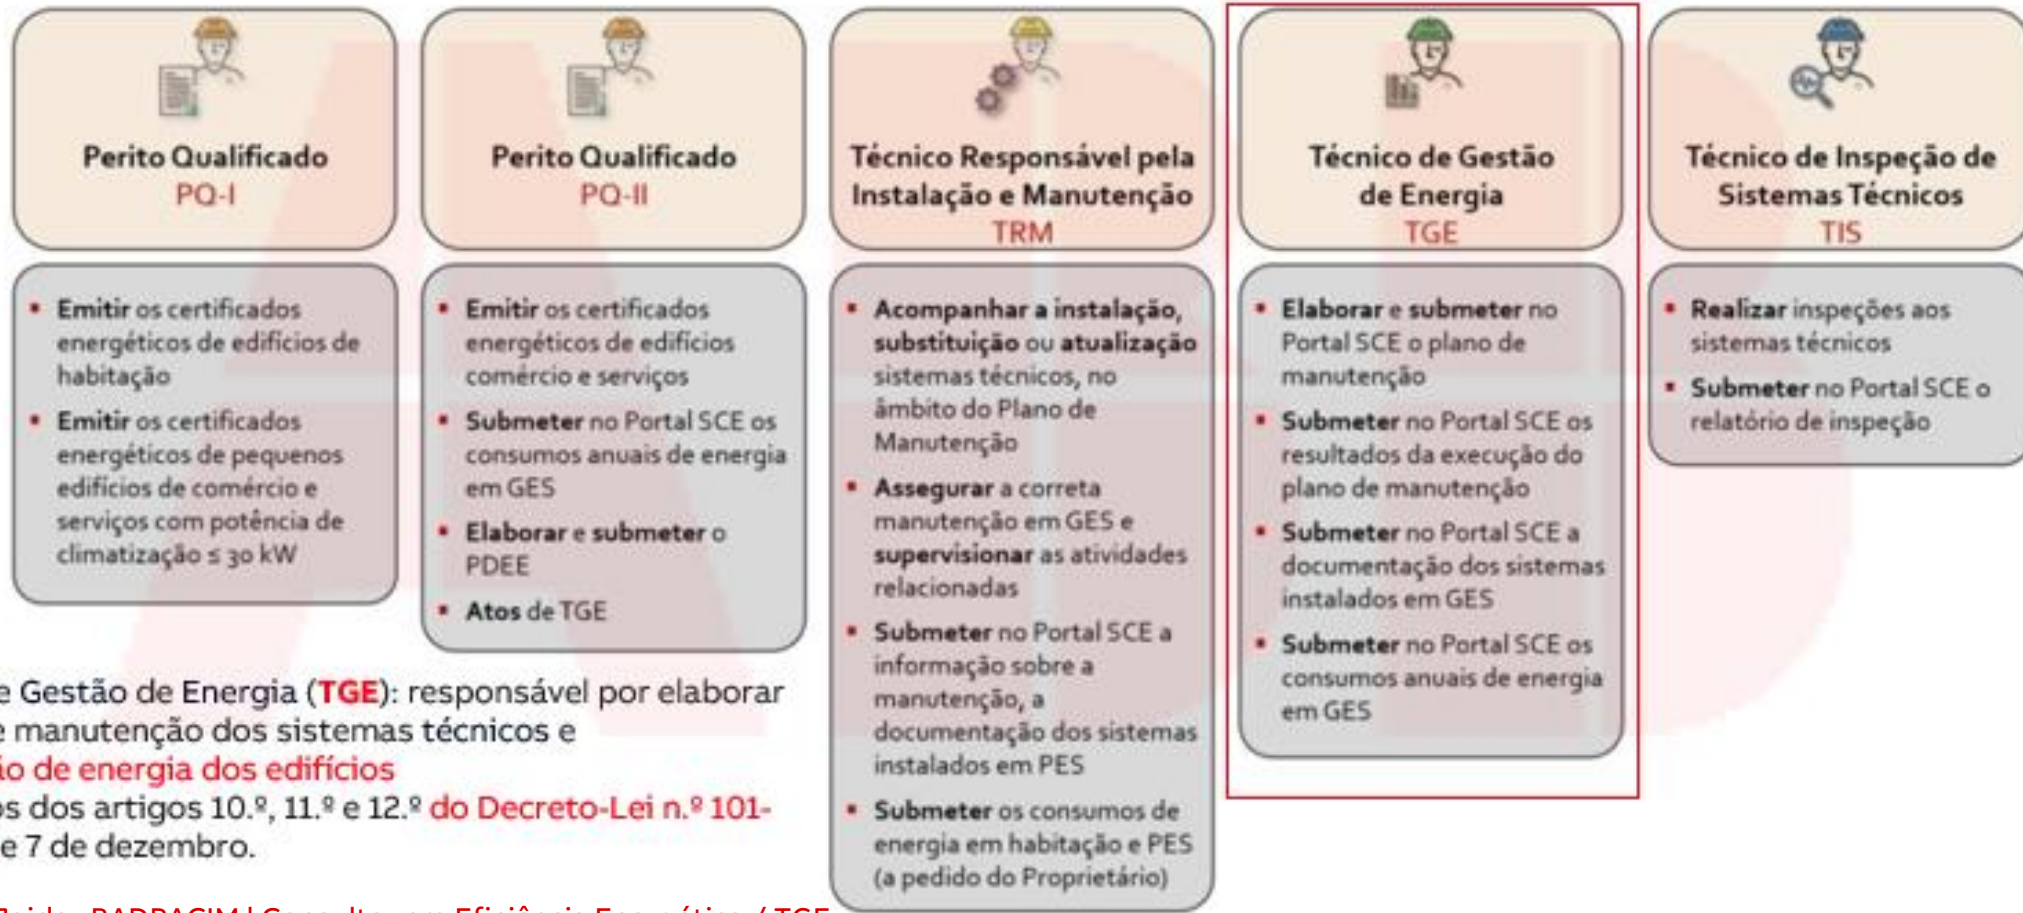 Perito Qualificado
PQ-I
Emitir os certificados
energéticos de edifícios de
habitação
Emitir os certificados
energéticos de pequenos
edifícios de comércio e
serviços com potência de
climatização ≤ 30 kW
Perito Qualificado
PQ-II
Emitir os certificados
energéticos de edifícios
comércio e serviços
Submeter no Portal SCE os
consumos anuais de energia
em GES
Elaborar e submeter o
PDEE
Atos de TGE
Técnico Responsável pela
Instalação e Manutenção
TRM
Acompanhar a instalação,
substituição ou atualização
sistemas técnicos, no
âmbito do Plano de
Manutenção
Assegurar a correta
manutenção em GES e
supervisionar as atividades
relacionadas
Submeter no Portal SCE a
informação sobre a
manutenção, a
documentação dos sistemas
instalados em PES
Submeter os consumos de
energia em habitação e PES
(a pedido do Proprietário)
Técnico de Gestão
de Energia
TGE
Elaborar e submeter no
Portal SCE o plano de
manutenção
Submeter no Portal SCE os
resultados da execução do
plano de manutenção
Submeter no Portal SCE a
documentação dos sistemas
instalados em GES
Submeter no Portal SCE os
consumos anuais de energia
em GES
Técnico de Inspeção de
Sistemas Técnicos
TIS
Realizar inspeções aos
sistemas técnicos
Submeter no Portal SCE o
relatório de inspeção
e Gestão de Energia (TGE): responsável por elaborar
e manutenção dos sistemas técnicos e
ão de energia dos edifícios
os dos artigos 10.º, 11.º e 12.º do Decreto-Lei n.º 101-
e 7 de dezembro.